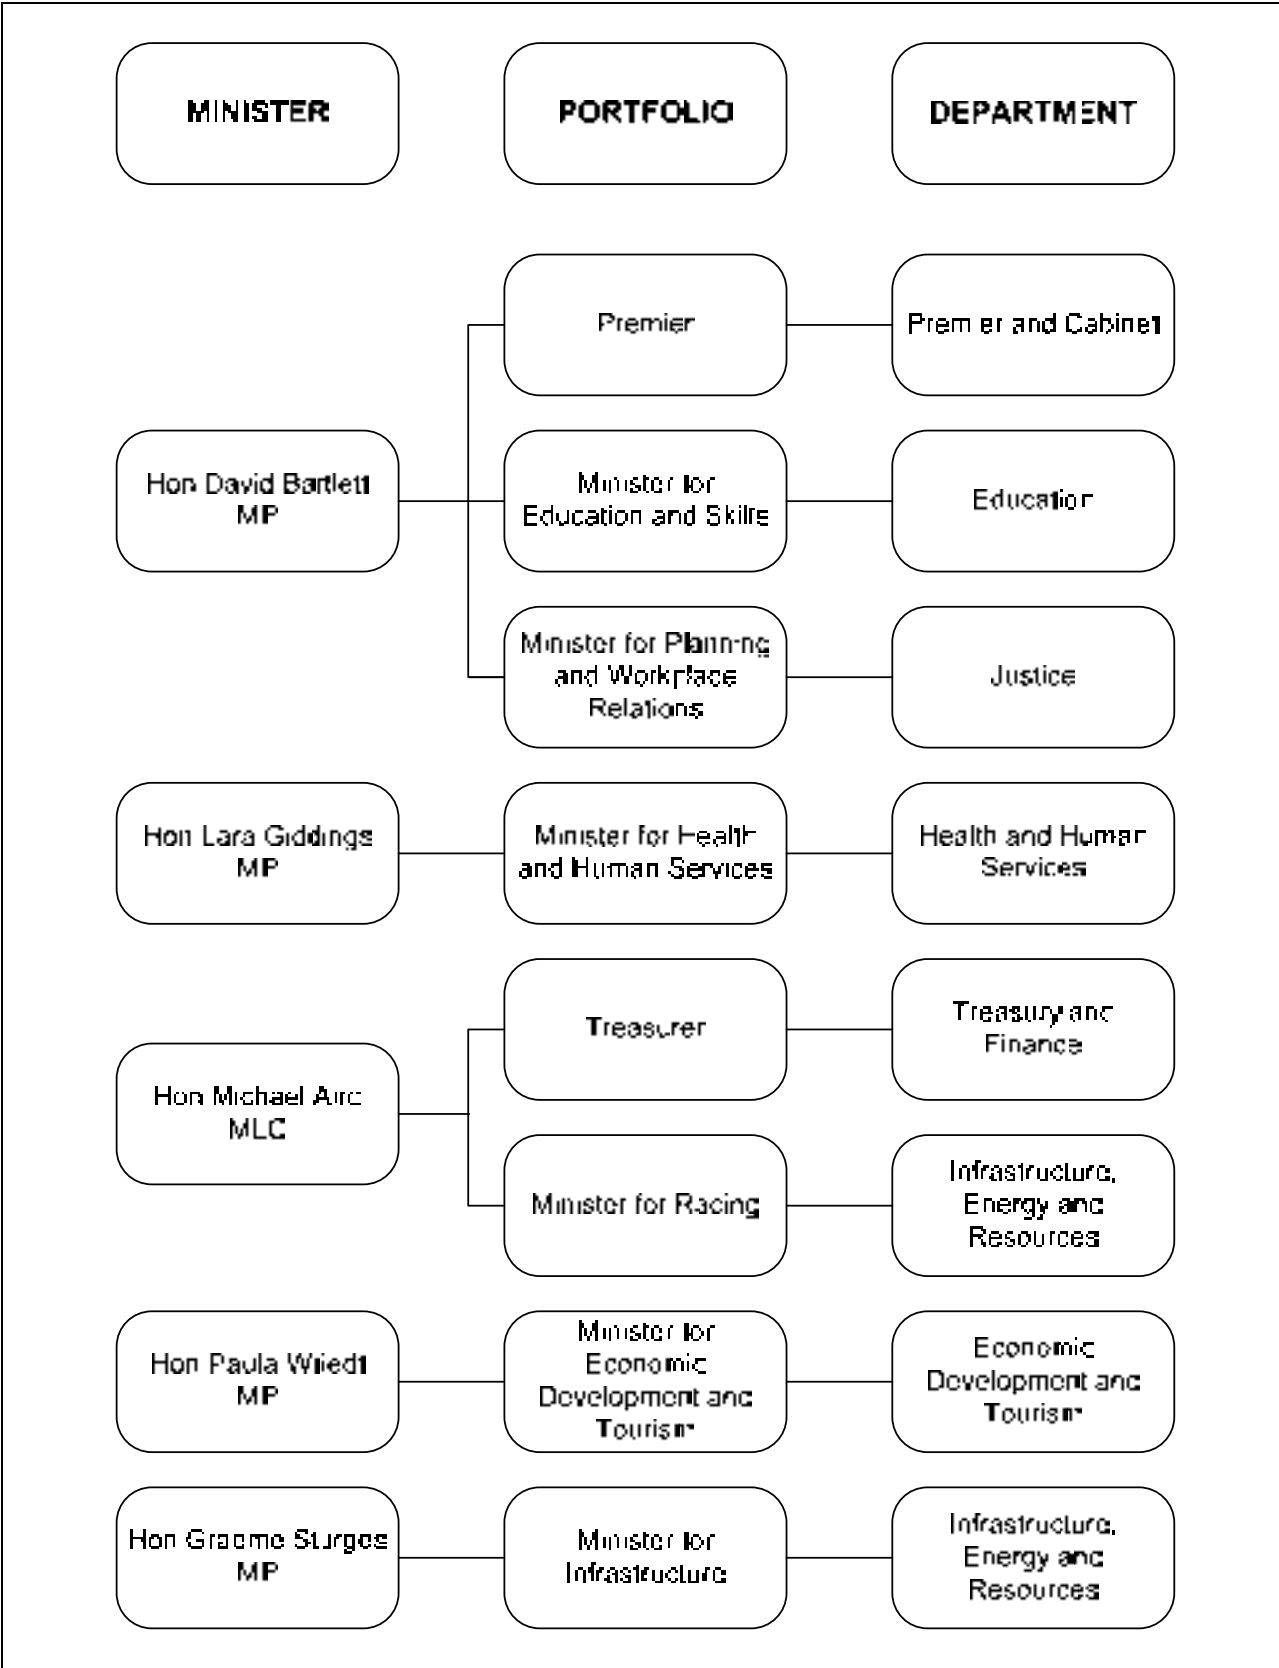 MINISTER
PORTFOLIO
DEPARTMENT
Premier
Premier and Cabinet
Hon David Bartlett
MP
Minister for
Education and Skills
Education
Minister for Planning
and Workplace
Relations
Justice
Hon Lara Giddings
MP
Minister for Health
and Human Services
Health and Human
Services
Hon Michael Aird
MLC
Treasurer
Treasury and
Finance
Minister for Racing
Infrastructure,
Energy and
Resources
Hon Paula Wriedt
MP
Minister for
Economic
Development and
Tourism
Economic
Development and
Tourism
Hon Graeme Sturges
MP
Minister for
Infrastructure
Infrastructure,
Energy and
Resources